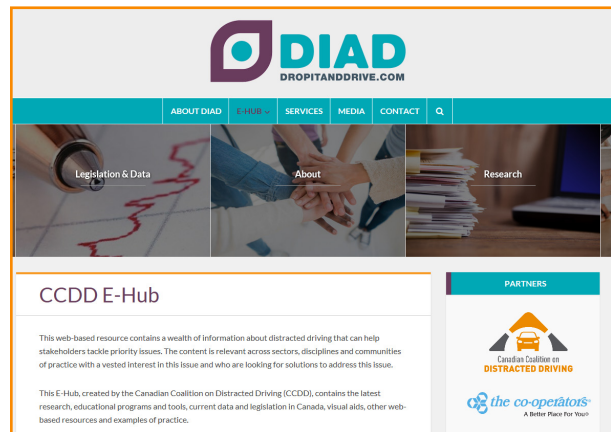 DIAD
DROPITANDDRIVE.COM
ABOUT DIAD E-HUB SERVICES MEDIA CONTACT
Legislation & Data
About
Research
CCDD E-Hub
This web-based resource contains a wealth of information about distracted driving that can help
stakeholders tackle priority issues. The content is relevant across sectors, disciplines and communities
of practice with a vested interest in this issue and who are looking for solutions to address this issue.
This E-Hub, created by the Canadian Coalition on Distracted Driving (CCDD), contains the latest
research, educational programs and tools, current data and legislation in Canada, visual aids, other web-
based resources and examples of practice.
PARTNERS
Canadian Coalition on
DISTRACTED DRIVING
the co-operators
A Better Place For You®